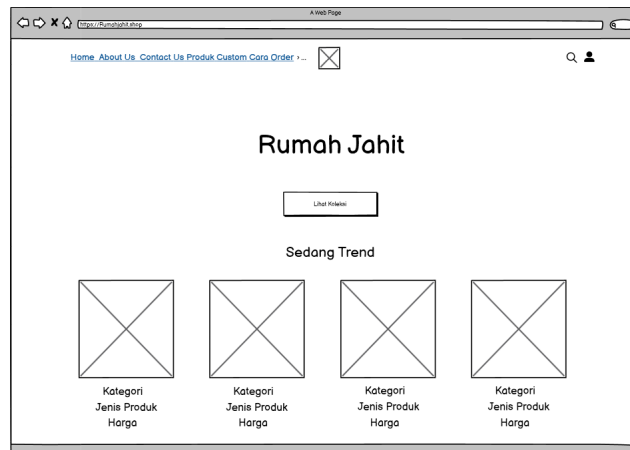 A Web Page
https://Rumahjahit.shop
Home About Us Contact Us Produk Custom Cara Order › ...
Rumah Jahit
Lihat Koleksi
Sedang Trend
Kategori Kategori Kategori Kategori
Jenis Produk Jenis Produk Jenis Produk Jenis Produk
Harga Harga Harga Harga